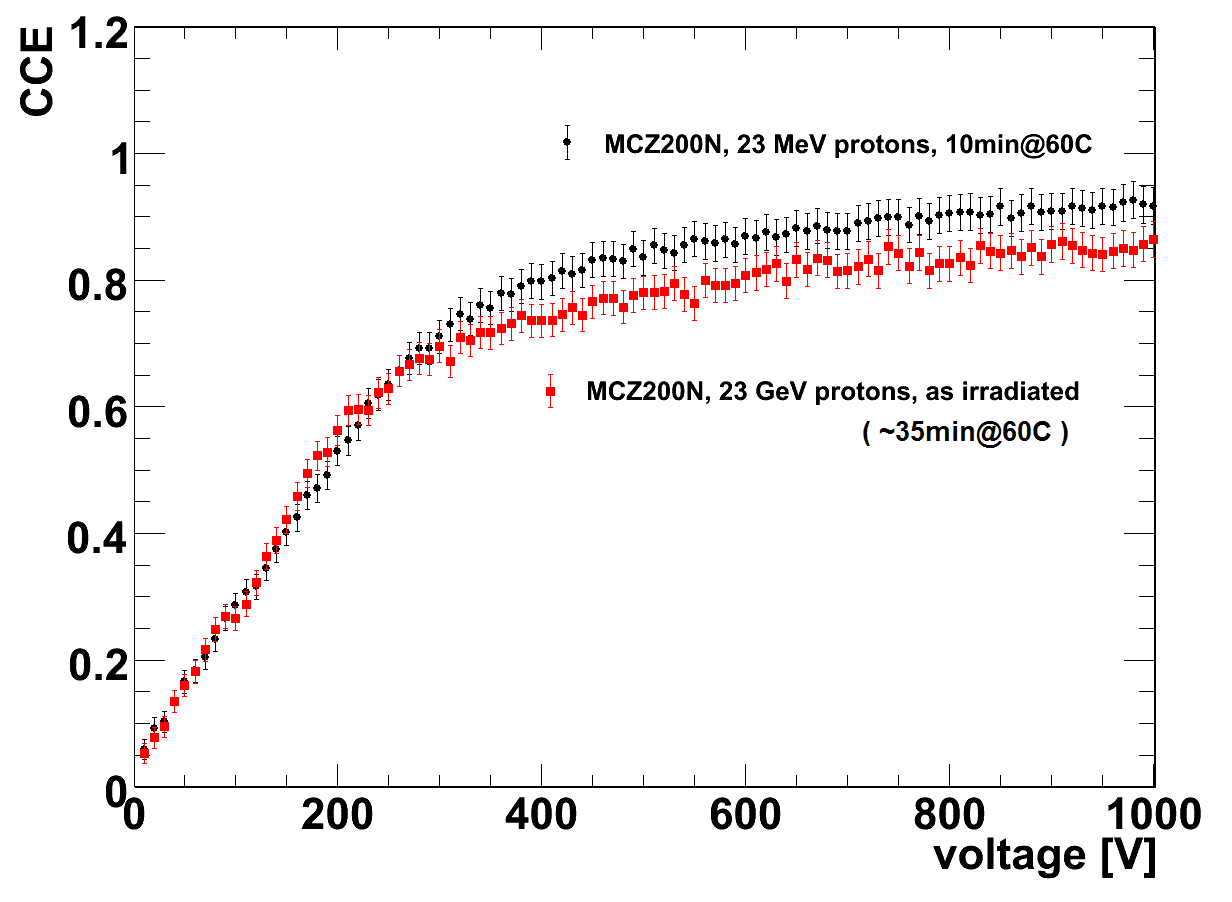 CCE
1.2
1
0.8
0.6
0.4
0.2
0
MCZ200N, 23 MeV protons, 10min@60C
MCZ200N, 23 GeV protons, as irradiated
( ~35min@60C )
0 200 400 600 800 1000
voltage [V]